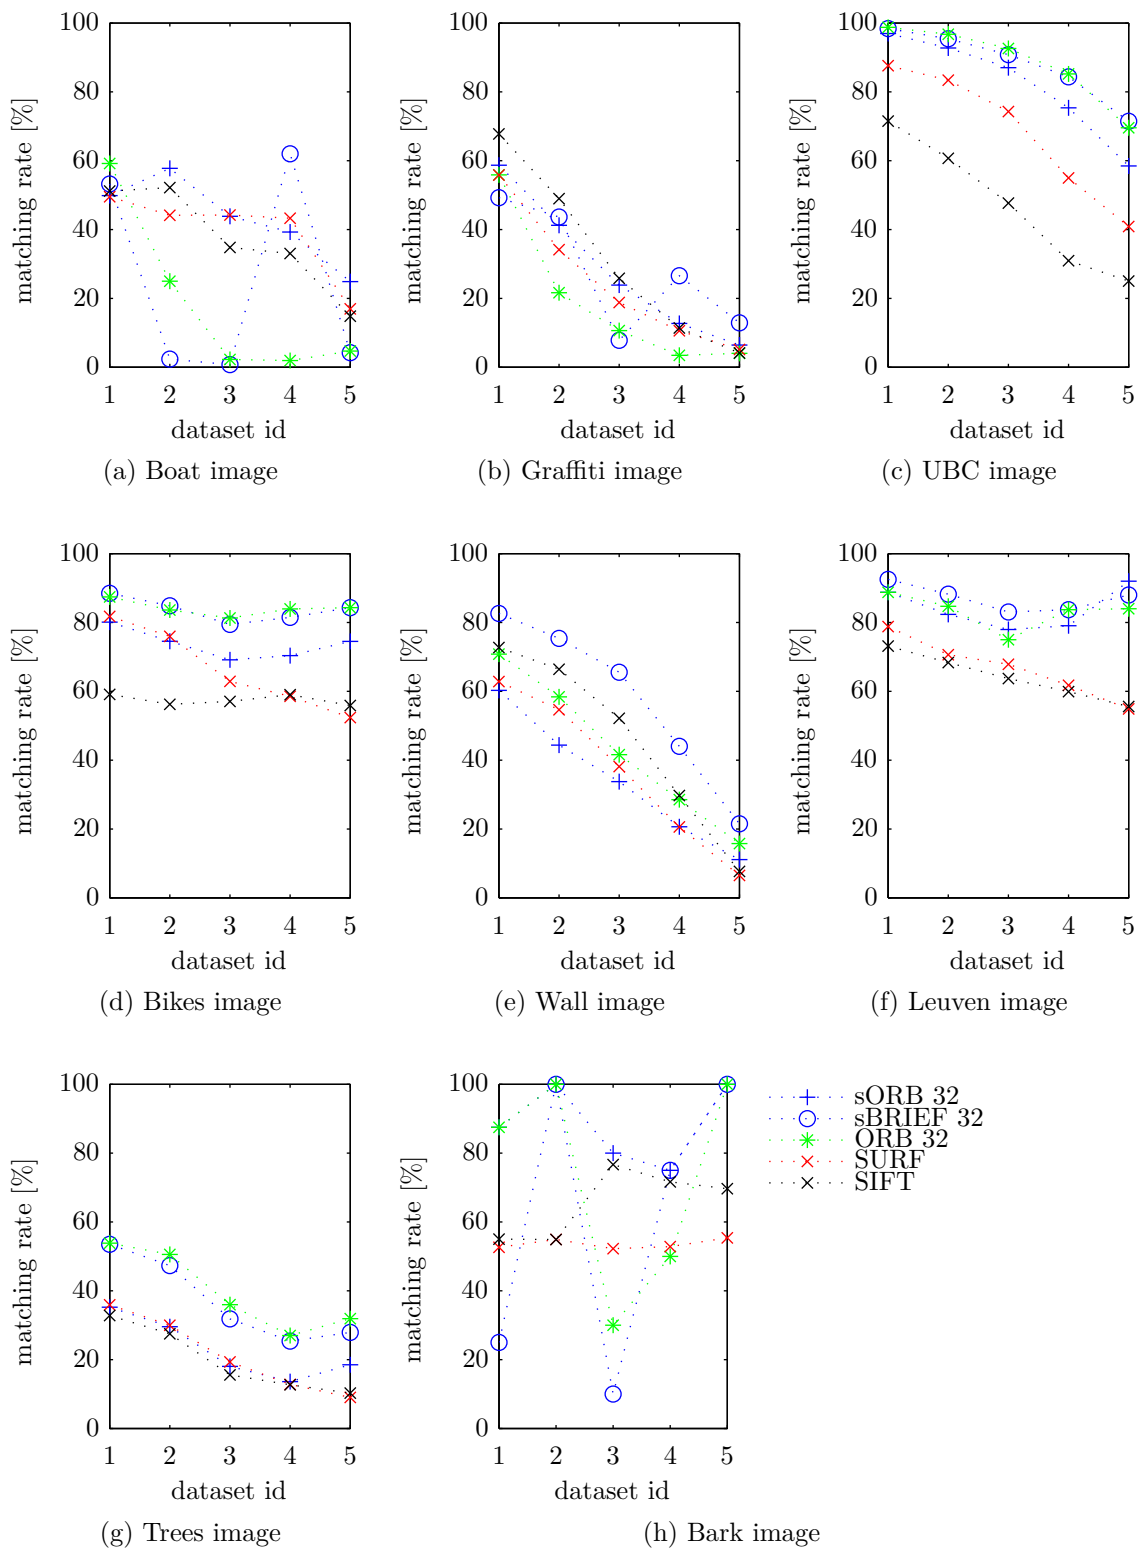 100
80
60
40
20
0
matching rate [%]
1 2 3 4 5
dataset id
(a) Boat image
100
80
60
40
20
0
matching rate [%]
1 2 3 4 5
dataset id
(b) Graffiti image
100
80
60
40
20
0
matching rate [%]
1 2 3 4 5
dataset id
(c) UBC image
100
80
60
40
20
0
matching rate [%]
1 2 3 4 5
dataset id
(d) Bikes image
100
80
60
40
20
0
matching rate [%]
1 2 3 4 5
dataset id
(e) Wall image
100
80
60
40
20
0
matching rate [%]
1 2 3 4 5
dataset id
(f) Leuven image
100
80
60
40
20
0
matching rate [%]
1 2 3 4 5
dataset id
(g) Trees image
100
80
60
40
20
0
matching rate [%]
1 2 3 4 5
dataset id
(h) Bark image
sORB 32
sBRIEF 32
ORB 32
SURF
SIFT